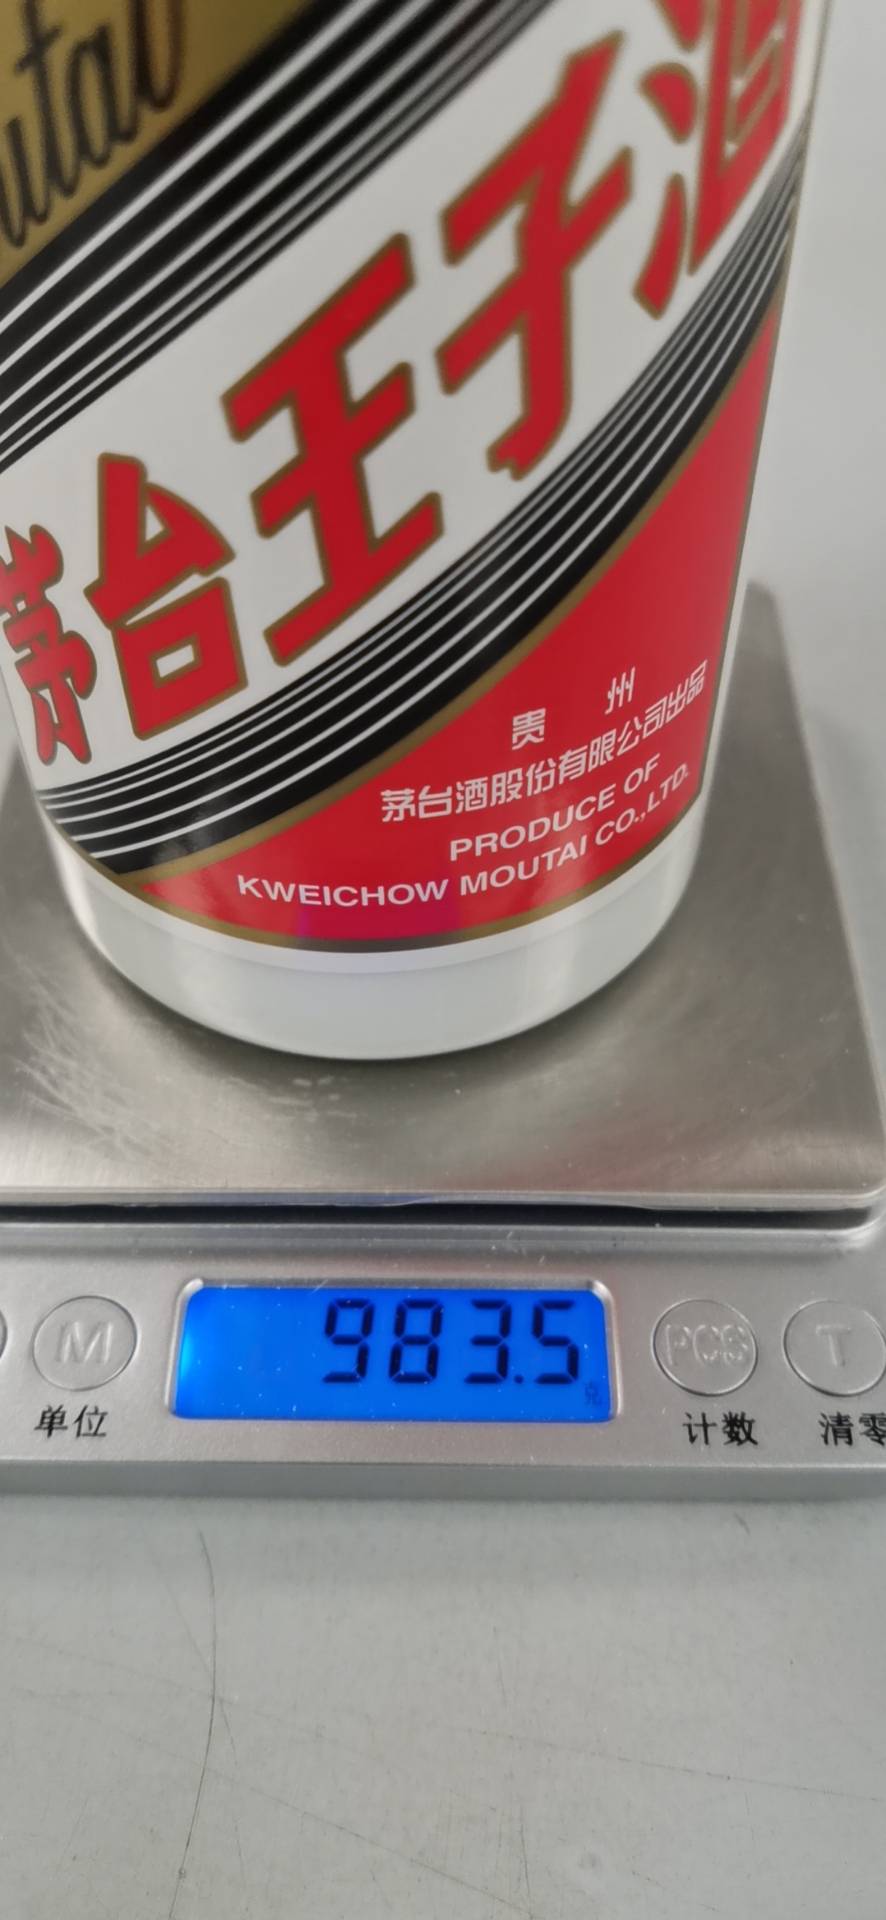 茅台王子酒
贵州
茅台酒股份有限公司出品
PRODUCE OF
KWEICHOW MOUTAI CO.,LTD.
983.5
克
M
PCS
T
单位
计数
清零